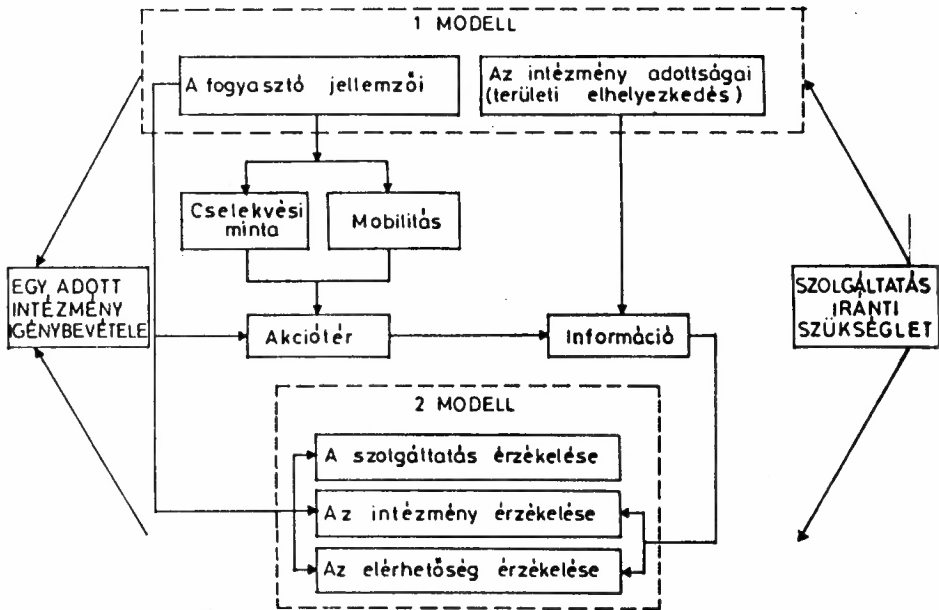 1 MODELL
A fogyasztó jellemzői
Az intézmény adottságai
(területi elhelyezkedés)
Cselekvési
minta
Mobilitás
EGY ADOTT
INTÉZMÉNY
IGÉNYBEVÉTELE
SZOLGÁLTATÁS
IRÁNTI
SZÜKSÉGLET
Akciótér
Információ
2 MODELL
A szolgáltatás érzékelése
Az intézmény érzékelése
Az elérhetőség érzékelése